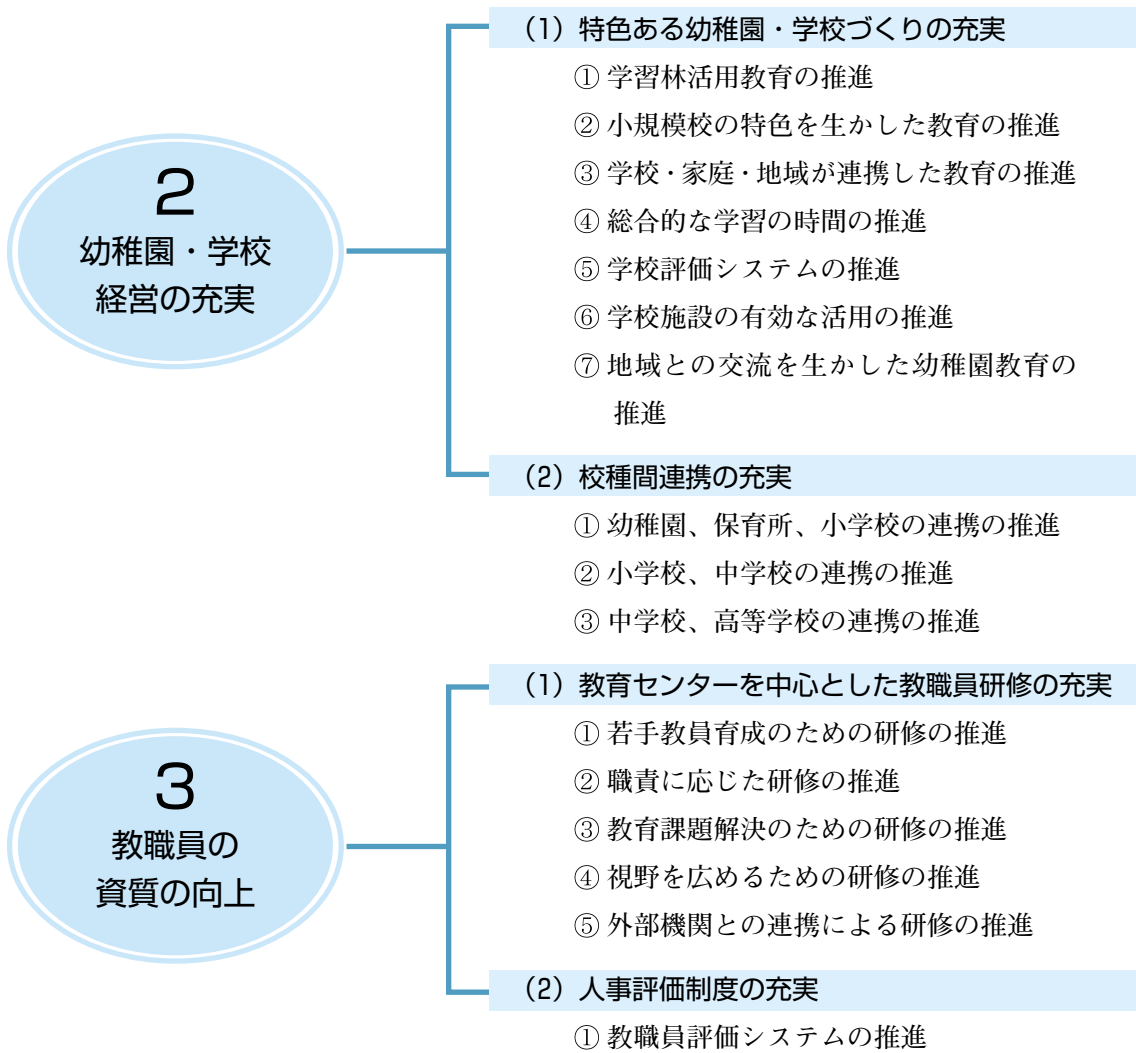 2
幼稚園・学校
経営の充実
(1) 特色ある幼稚園・学校づくりの充実
① 学習林活用教育の推進
② 小規模校の特色を生かした教育の推進
③ 学校・家庭・地域が連携した教育の推進
④ 総合的な学習の時間の推進
⑤ 学校評価システムの推進
⑥ 学校施設の有効な活用の推進
⑦ 地域との交流を生かした幼稚園教育の
推進
(2) 校種間連携の充実
① 幼稚園、保育所、小学校の連携の推進
② 小学校、中学校の連携の推進
③ 中学校、高等学校の連携の推進
3
教職員の
資質の向上
(1) 教育センターを中心とした教職員研修の充実
① 若手教員育成のための研修の推進
② 職責に応じた研修の推進
③ 教育課題解決のための研修の推進
④ 視野を広めるための研修の推進
⑤ 外部機関との連携による研修の推進
(2) 人事評価制度の充実
① 教職員評価システムの推進